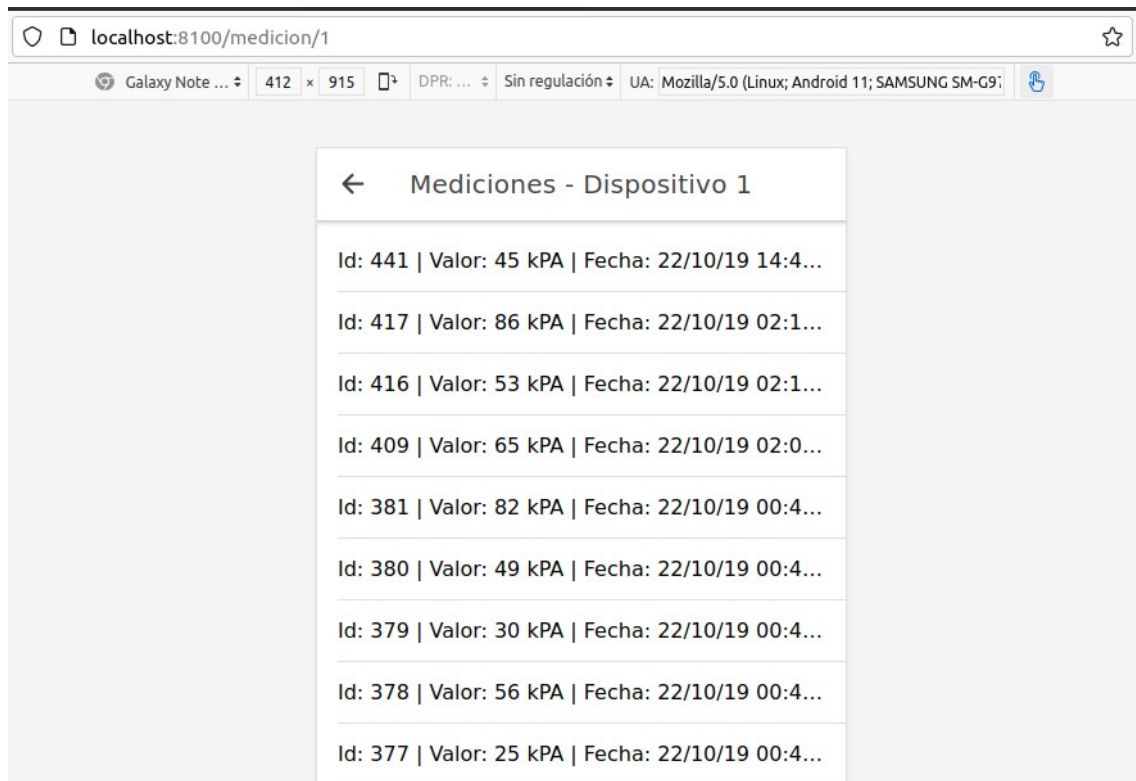 localhost:8100/medicion/1
Galaxy Note ... 412 × 915 DPR: ... Sin regulación UA: Mozilla/5.0 (Linux; Android 11; SAMSUNG SM-G97
Mediciones - Dispositivo 1
Id: 441 | Valor: 45 kPA | Fecha: 22/10/19 14:4...
Id: 417 | Valor: 86 kPA | Fecha: 22/10/19 02:1...
Id: 416 | Valor: 53 kPA | Fecha: 22/10/19 02:1...
Id: 409 | Valor: 65 kPA | Fecha: 22/10/19 02:0...
Id: 381 | Valor: 82 kPA | Fecha: 22/10/19 00:4...
Id: 380 | Valor: 49 kPA | Fecha: 22/10/19 00:4...
Id: 379 | Valor: 30 kPA | Fecha: 22/10/19 00:4...
Id: 378 | Valor: 56 kPA | Fecha: 22/10/19 00:4...
Id: 377 | Valor: 25 kPA | Fecha: 22/10/19 00:4...